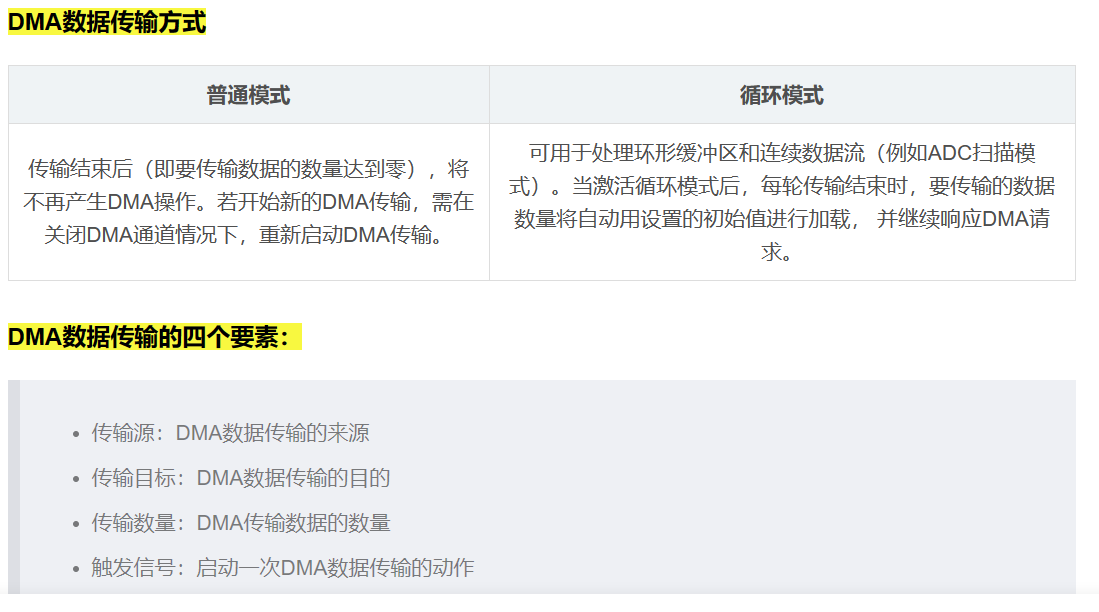 DMA数据传输方式
普通模式
循环模式
传输结束后（即要传输数据的数量达到零），将
不再产生DMA操作。若开始新的DMA传输，需在
关闭DMA通道情况下，重新启动DMA传输。
可用于处理环形缓冲区和连续数据流（例如ADC扫描模
式）。当激活循环模式后，每轮传输结束时，要传输的数据
数量将自动用设置的初始值进行加载， 并继续响应DMA请
求。
DMA数据传输的四个要素：
• 传输源：DMA数据传输的来源
• 传输目标：DMA数据传输的目的
• 传输数量：DMA传输数据的数量
• 触发信号：启动一次DMA数据传输的动作